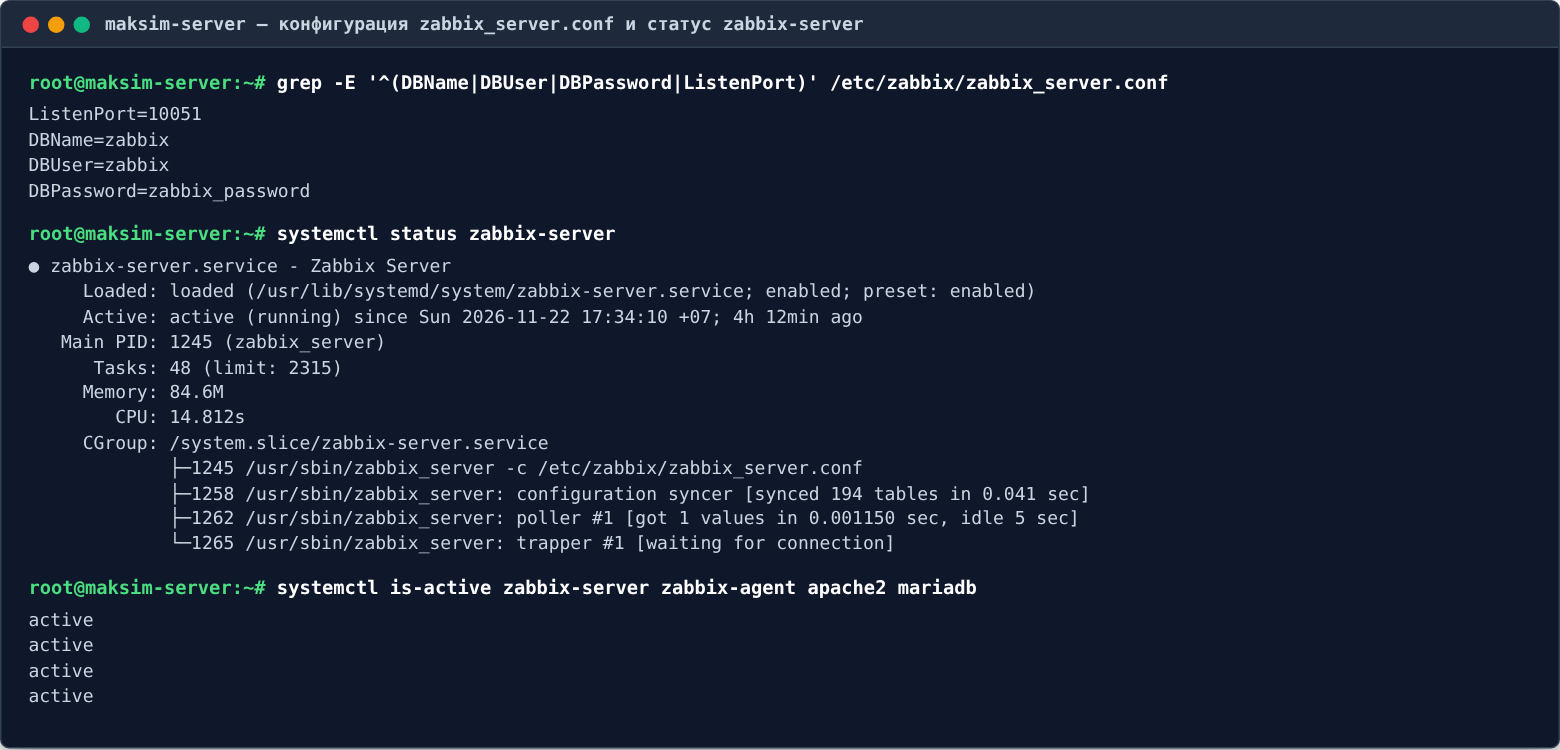 maksim-server — конфигурация zabbix_server.conf и статус zabbix-server
root@maksim-server:~# grep -E '^(DBName|DBUser|DBPassword|ListenPort)' /etc/zabbix/zabbix_server.conf
ListenPort=10051
DBName=zabbix
DBUser=zabbix
DBPassword=zabbix_password
root@maksim-server:~# systemctl status zabbix-server
● zabbix-server.service - Zabbix Server
     Loaded: loaded (/usr/lib/systemd/system/zabbix-server.service; enabled; preset: enabled)
     Active: active (running) since Sun 2026-11-22 17:34:10 +07; 4h 12min ago
   Main PID: 1245 (zabbix_server)
      Tasks: 48 (limit: 2315)
     Memory: 84.6M
        CPU: 14.812s
     CGroup: /system.slice/zabbix-server.service
             ├─1245 /usr/sbin/zabbix_server -c /etc/zabbix/zabbix_server.conf
             ├─1258 /usr/sbin/zabbix_server: configuration syncer [synced 194 tables in 0.041 sec]
             ├─1262 /usr/sbin/zabbix_server: poller #1 [got 1 values in 0.001150 sec, idle 5 sec]
             └─1265 /usr/sbin/zabbix_server: trapper #1 [waiting for connection]
root@maksim-server:~# systemctl is-active zabbix-server zabbix-agent apache2 mariadb
active
active
active
active